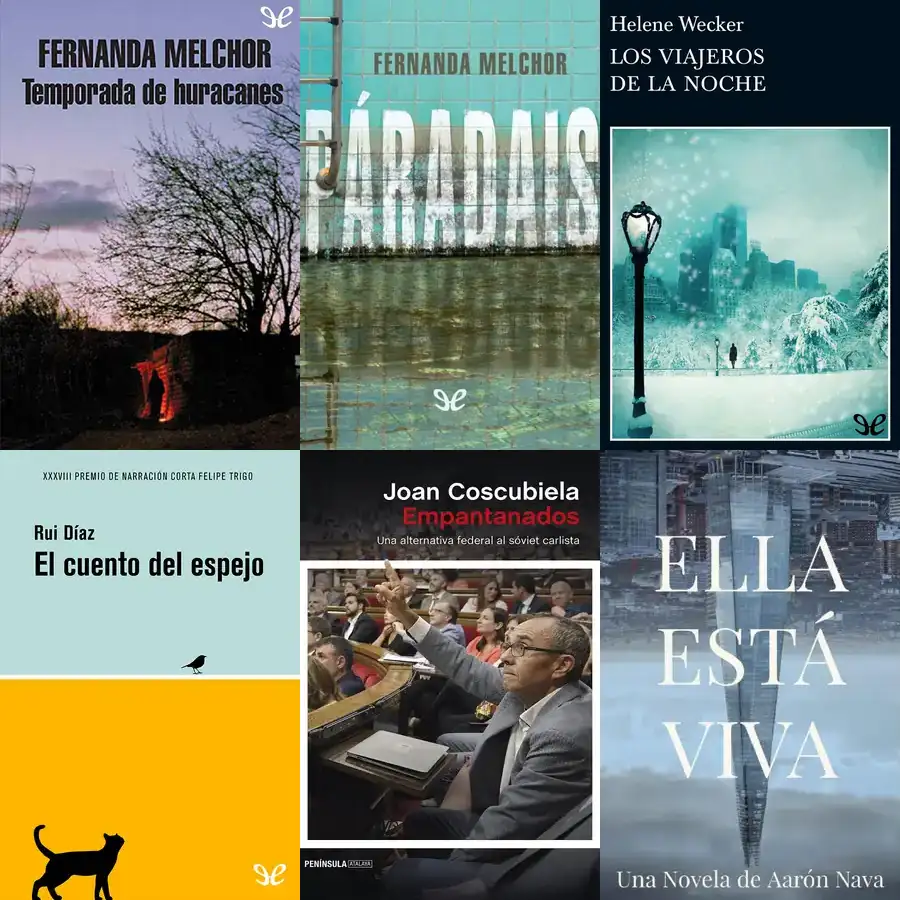 FERNANDA MELCHOR
Temporada de huracanes
FERNANDA MELCHOR
PÁRADAIS
Helene Wecker
LOS VIAJEROS
DE LA NOCHE
XXXVIII PREMIO DE NARRACIÓN CORTA FELIPE TRIGO
Rui Díaz
El cuento del espejo
Joan Coscubiela
Empantanados
Una alternativa federal al sóviet carlista
PENÍNSULA ATALAYA
ELLA
ESTÁ
VIVA
Una Novela de Aarón Nava